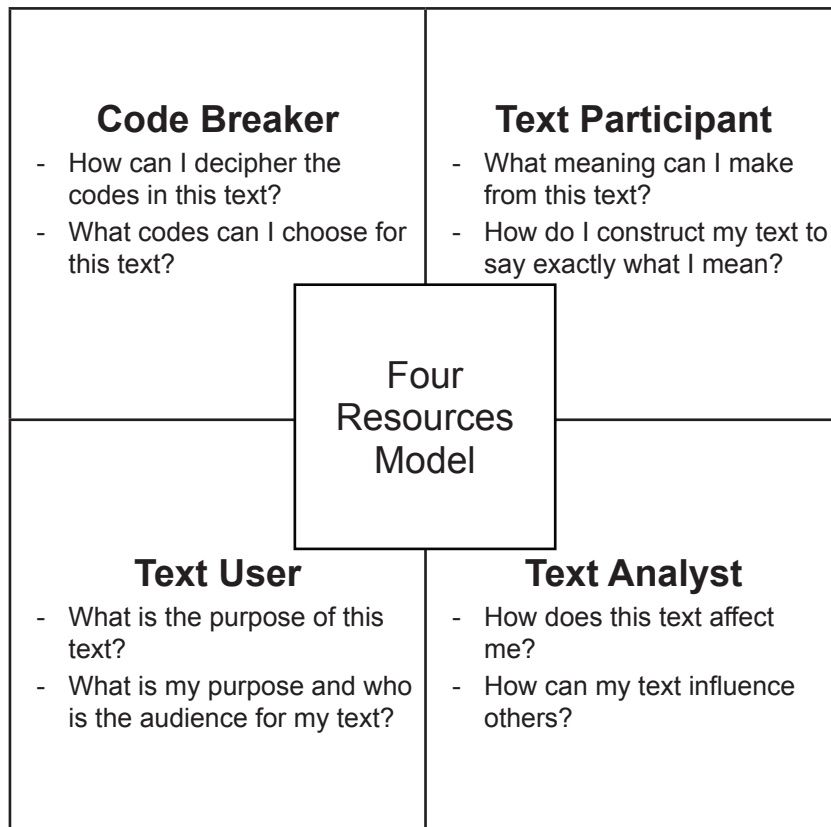 Code Breaker
- How can I decipher the
codes in this text?
- What codes can I choose for
this text?
Text Participant
- What meaning can I make
from this text?
- How do I construct my text to
say exactly what I mean?
Four
Resources
Model
Text User
- What is the purpose of this
text?
- What is my purpose and who
is the audience for my text?
Text Analyst
- How does this text affect
me?
- How can my text influence
others?